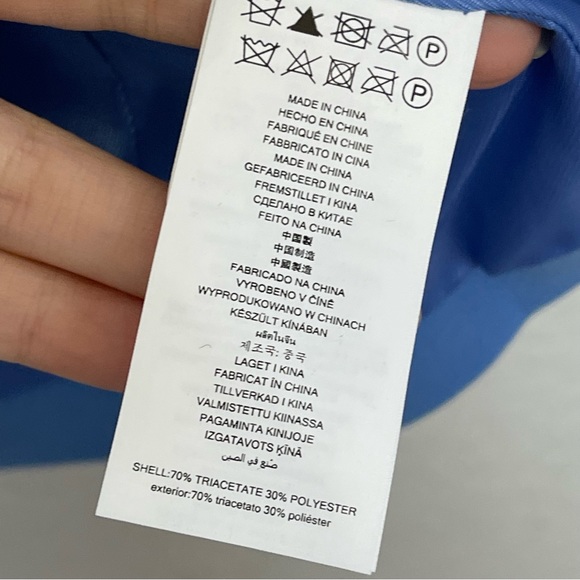 P
P
MADE IN CHINA
HECHO EN CHINA
FABRIQUÉ EN CHINE
FABBRICATO IN CINA
MADE IN CHINA
GEFABRICEERD IN CHINA
FREMSTILLET I KINA
СДЕЛАНО В КИТАЕ
FEITO NA CHINA
中国製
中国制造
中國製造
FABRICADO NA CHINA
VYROBENO V ČÍNĚ
WYPRODUKOWANO W CHINACH
KÉSZÜLT KÍNÁBAN
ผลิตในจีน
제조국: 중국
LAGET I KINA
FABRICAT ÎN CHINA
TILLVERKAD I KINA
VALMISTETTU KIINASSA
PAGAMINTA KINIJOJE
IZGATAVOTS ĶĪNĀ
صنع في الصين
SHELL:70% TRIACETATE 30% POLYESTER
exterior:70% triacetato 30% poliéster